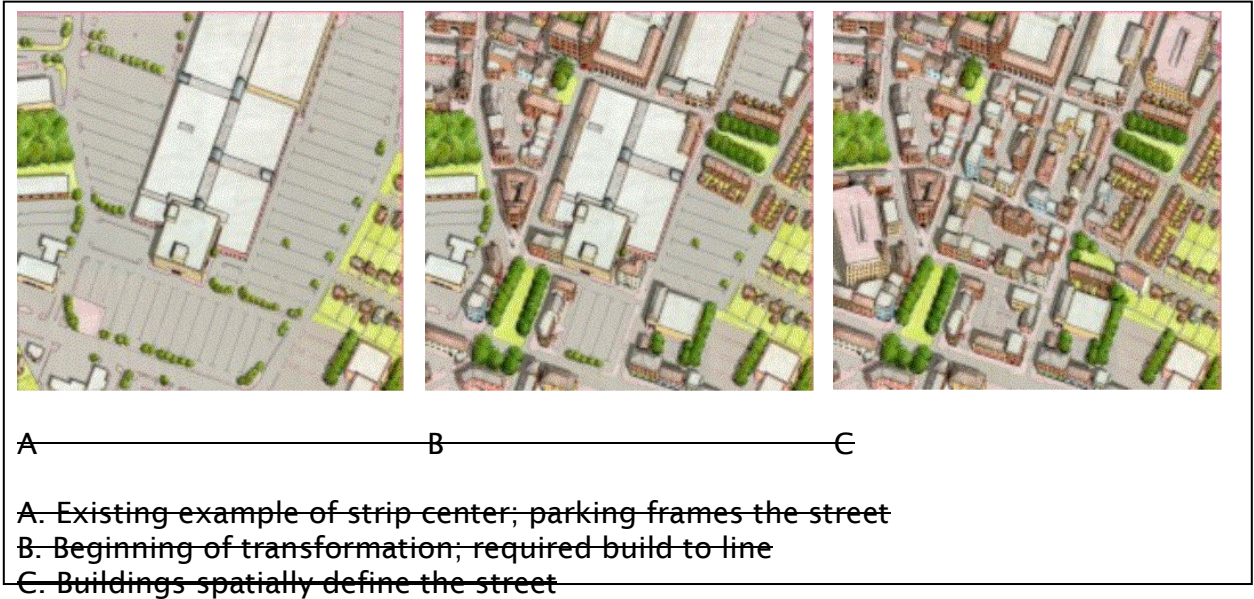 A B C
A. Existing example of strip center; parking frames the street
B. Beginning of transformation; required build to line
C. Buildings spatially define the street